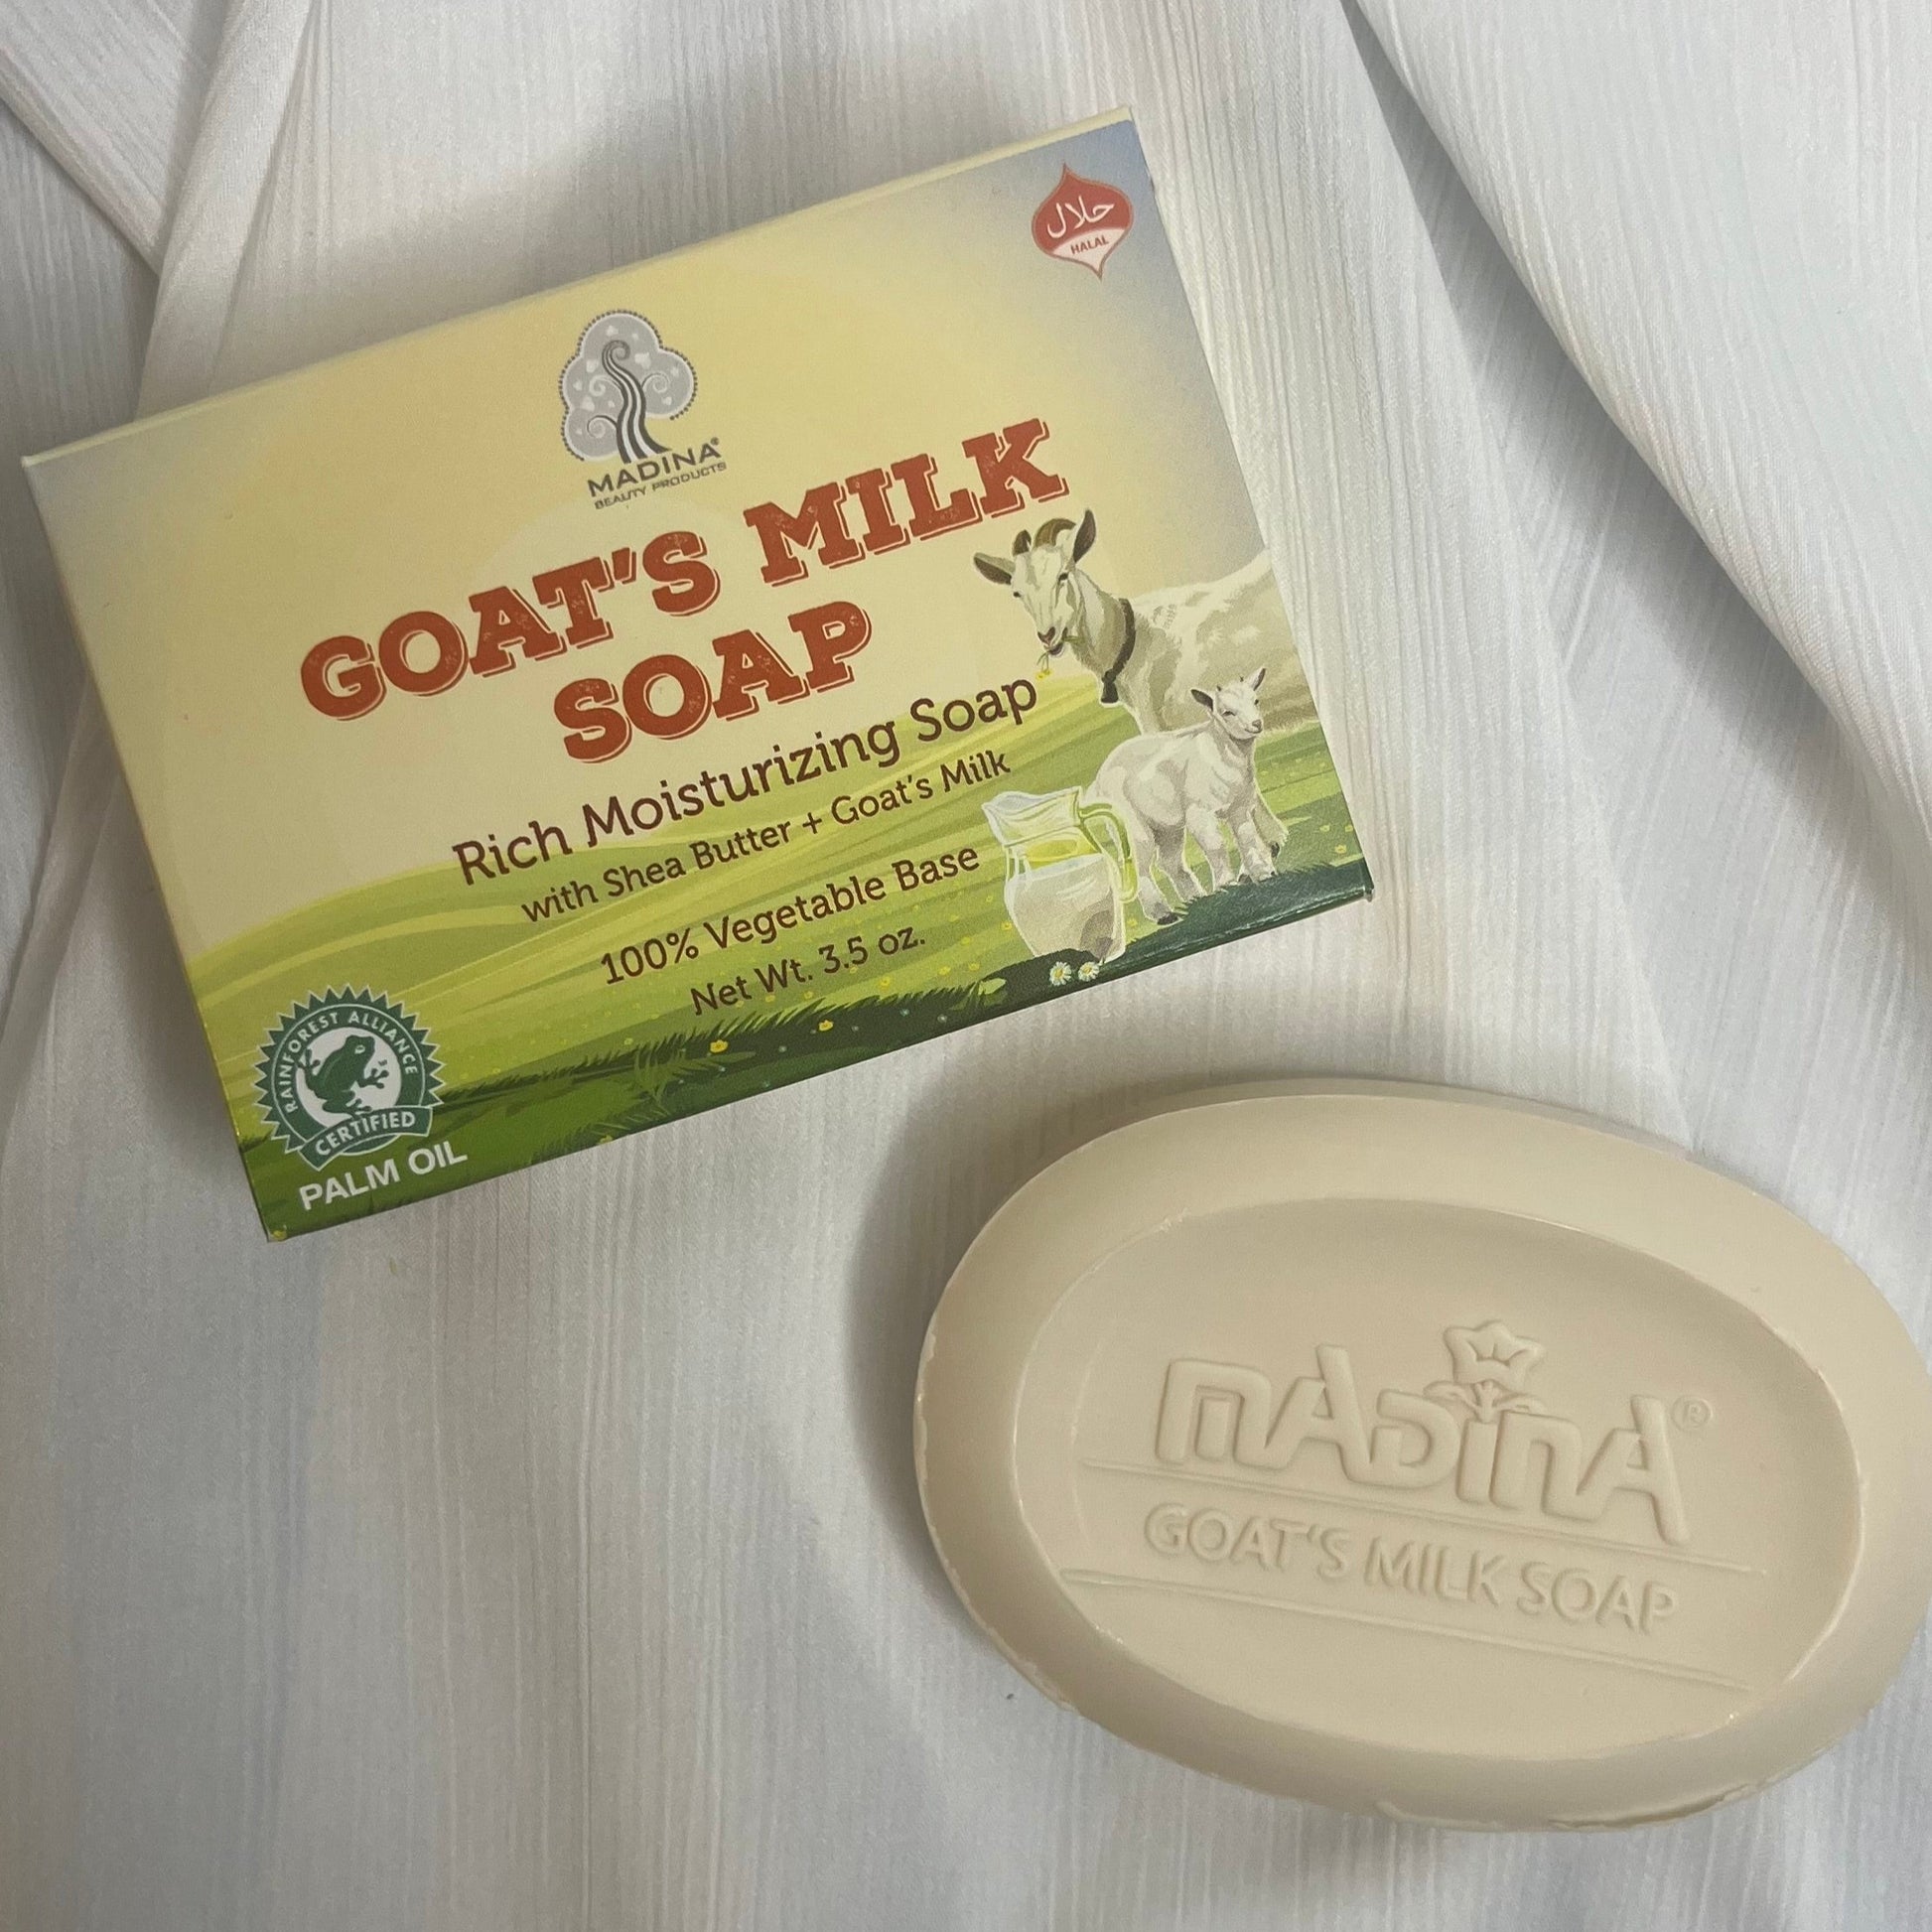 حلال
HALAL
MADINA®
BEAUTY PRODUCTS
GOAT'S MILK
SOAP
Rich Moisturizing Soap
with Shea Butter + Goat's Milk
100% Vegetable Base
Net Wt. 3.5 oz.
RAINFOREST ALLIANCE
CERTIFIED
PALM OIL
MADINA®
GOAT'S MILK SOAP